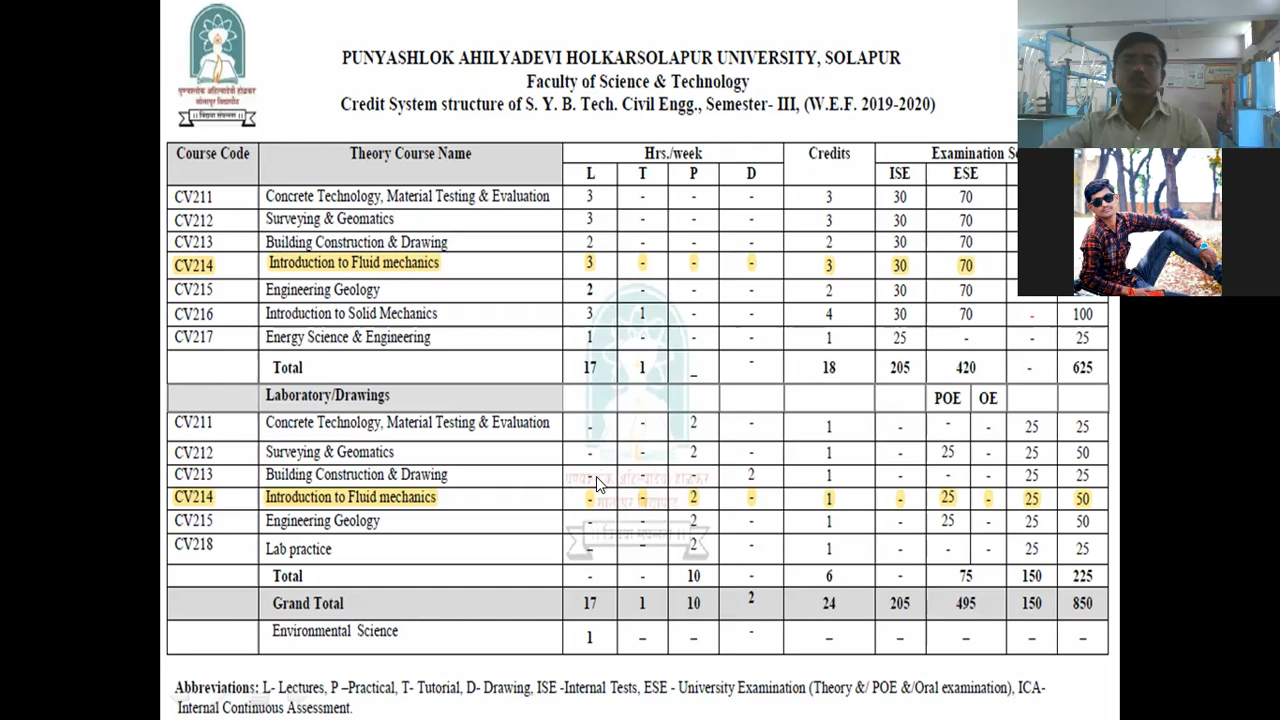 पुण्यश्लोक अहिल्यादेवी होळकर
सोलापूर विद्यापीठ
|| विद्यया संपन्नता ||
PUNYASHLOK AHILYADEVI HOLKARSOLAPUR UNIVERSITY, SOLAPUR
Faculty of Science & Technology
Credit System structure of S. Y. B. Tech. Civil Engg., Semester- III, (W.E.F. 2019-2020)
Course Code Theory Course Name Hrs./week Credits Examination
L T P D ISE ESE
CV211 Concrete Technology, Material Testing & Evaluation 3 - - - 3 30 70
CV212 Surveying & Geomatics 3 - - - 3 30 70
CV213 Building Construction & Drawing 2 - - - 2 30 70
CV214 Introduction to Fluid mechanics 3 - - - 3 30 70
CV215 Engineering Geology 2 - - - 2 30 70
CV216 Introduction to Solid Mechanics 3 1 - - 4 30 70 - 100
CV217 Energy Science & Engineering 1 - - - 1 25 - - 25
Total 17 1 _ - 18 205 420 - 625
Laboratory/Drawings POE OE
CV211 Concrete Technology, Material Testing & Evaluation - - 2 - 1 - - - 25 25
CV212 Surveying & Geomatics - - 2 - 1 - 25 - 25 50
CV213 Building Construction & Drawing - - - 2 1 - - - 25 25
CV214 Introduction to Fluid mechanics - - 2 - 1 - 25 - 25 50
CV215 Engineering Geology - - 2 - 1 - 25 - 25 50
CV218 Lab practice – – 2 - 1 - - - 25 25
Total - - 10 - 6 - 75 150 225
Grand Total 17 1 10 2 24 205 495 150 850
Environmental Science 1 – – - – – – – –
Abbreviations: L- Lectures, P –Practical, T- Tutorial, D- Drawing, ISE -Internal Tests, ESE - University Examination (Theory &/ POE &/Oral examination), ICA-
Internal Continuous Assessment.